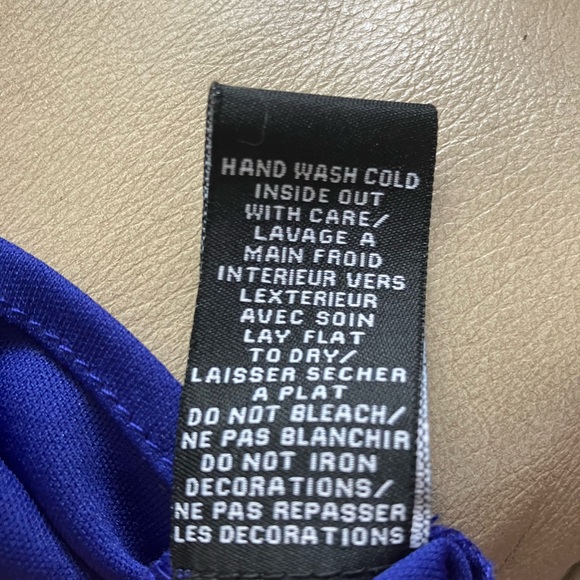 HAND WASH COLD
INSIDE OUT
WITH CARE/
LAVAGE A
MAIN FROID
INTERIEUR VERS
LEXTERIEUR
AVEC SOIN
LAY FLAT
TO DRY/
LAISSER SECHER
A PLAT
DO NOT BLEACH/
NE PAS BLANCHIR
DO NOT IRON
DECORATIONS/
NE PAS REPASSER
LES DECORATIONS